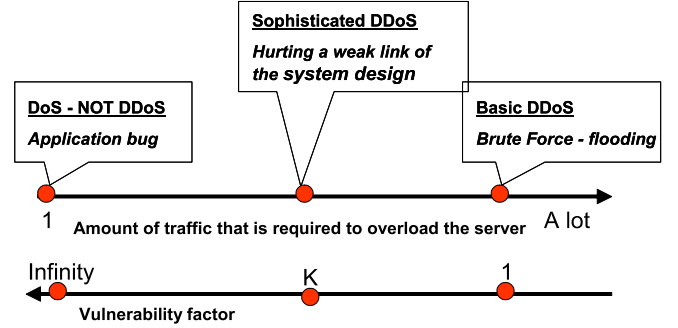 Sophisticated DDoS
Hurting a weak link of
the system design
DoS - NOT DDoS
Application bug
Basic DDoS
Brute Force - flooding
1
A lot
Amount of traffic that is required to overload the server
Infinity
K
1
Vulnerability factor